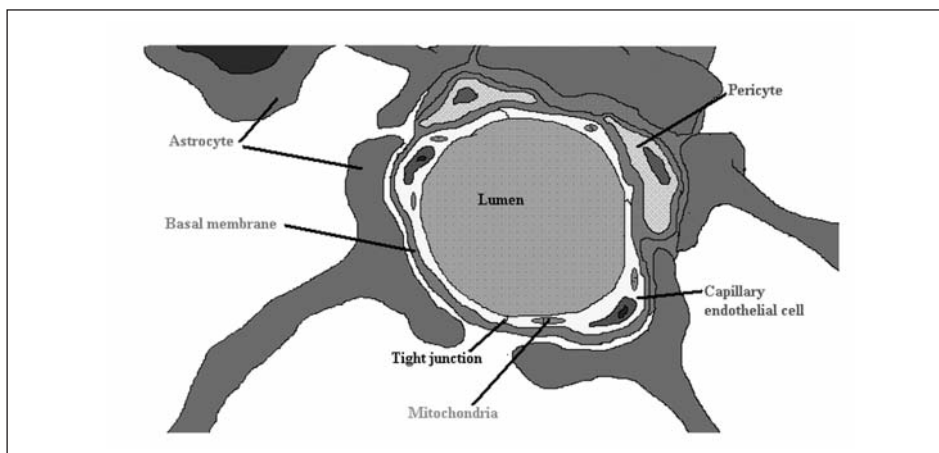 Pericyte
Astrocyte
Lumen
Basal membrane
Capillary
endothelial cell
Tight junction
Mitochondria